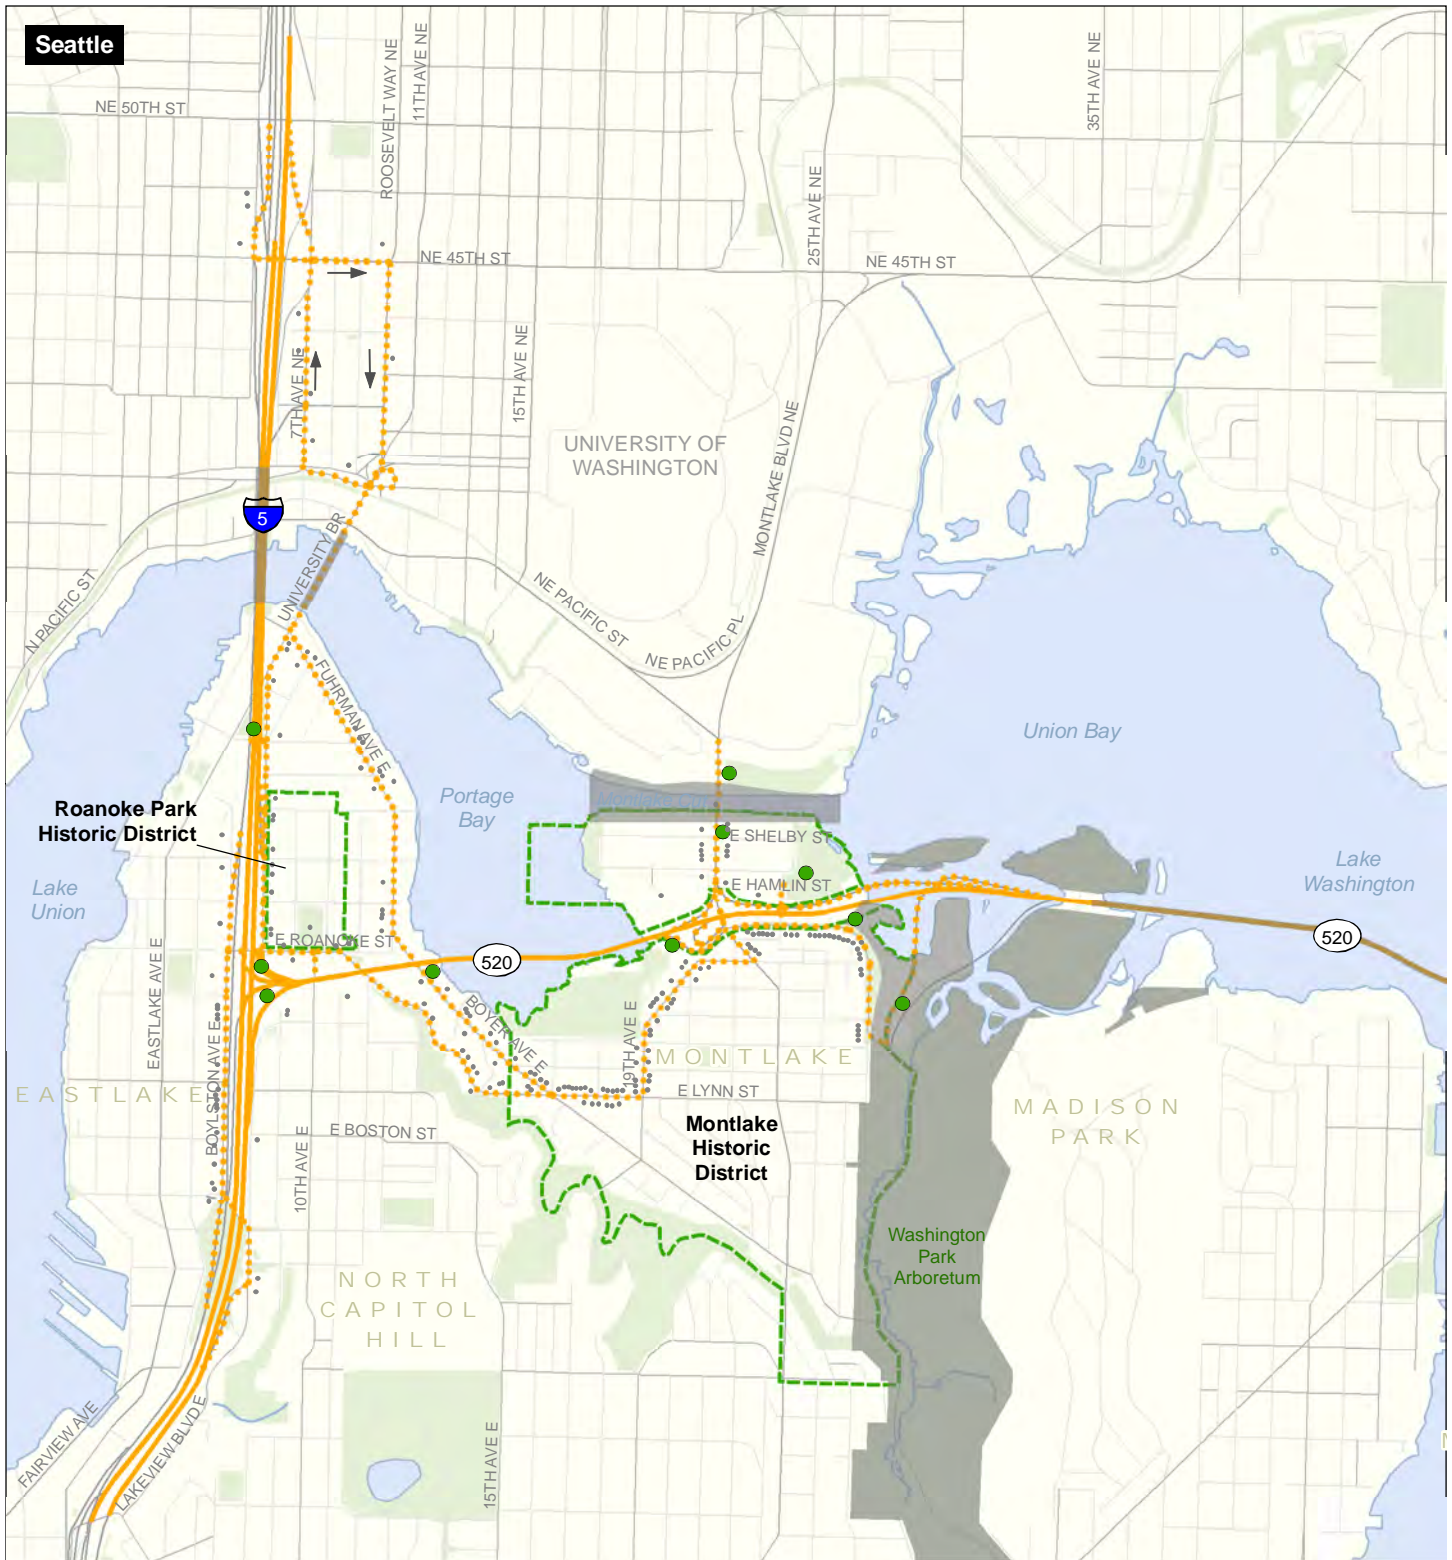 Seattle
NE 50TH ST
ROOSEVELT WAY NE
11TH AVE NE
35TH AVE NE
25TH AVE NE
NE 45TH ST
NE 45TH ST
7TH AVE NE
15TH AVE NE
MONTLAKE BLVD NE
UNIVERSITY OF
WASHINGTON
5
UNIVERSITY BR
N PACIFIC ST
NE PACIFIC ST
NE PACIFIC PL
FUHRMAN AVE E
Union Bay
Portage
Bay
Montlake Cut
Roanoke Park
Historic District
E SHELBY ST
E HAMLIN ST
Lake
Washington
Lake
Union
E ROANOKE ST
520
520
EASTLAKE AVE E
BOYLSTON AVE E
BOYER AVE E
19TH AVE E
MONTLAKE
EASTLAKE
E LYNN ST
MADISON
PARK
E BOSTON ST
10TH AVE E
Montlake
Historic
District
Washington
Park
Arboretum
NORTH
CAPITOL
HILL
FAIRVIEW AVE
LAKEVIEW BLVD E
15TH AVE E